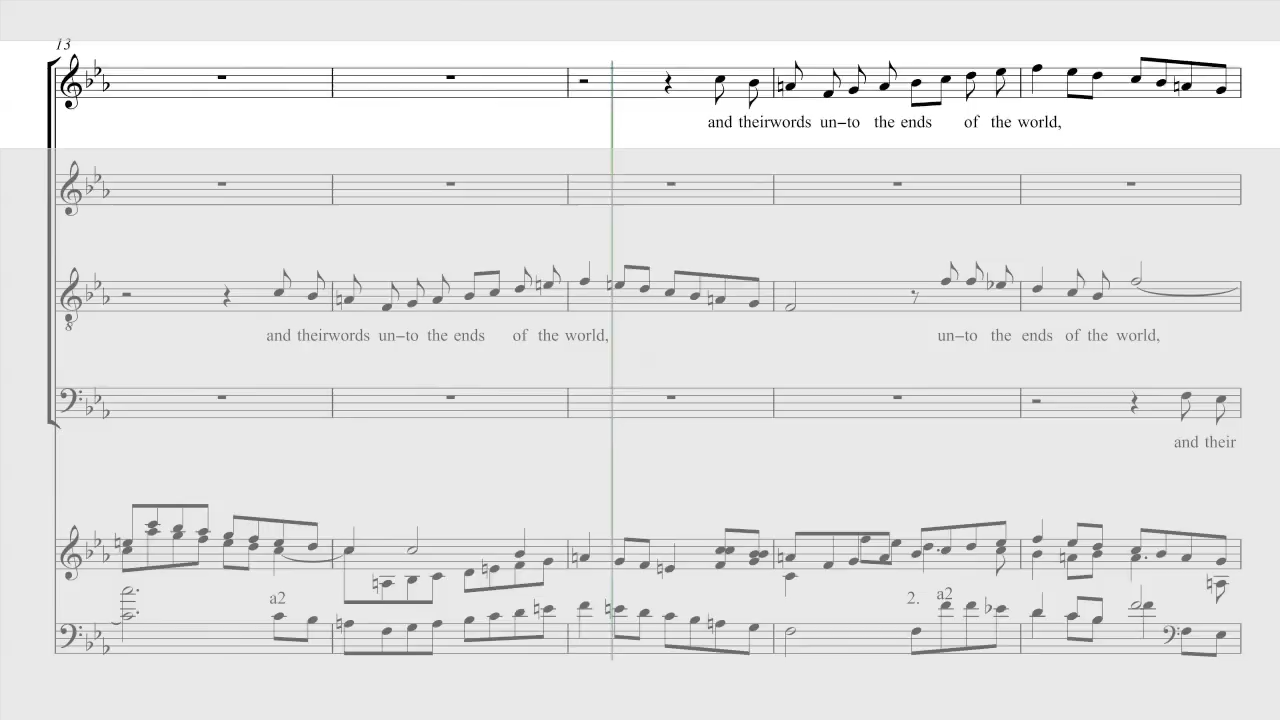 13
and theirwords un–to the ends of the world,
and theirwords un–to the ends of the world, un–to the ends of the world,
and their
a2 2. a2